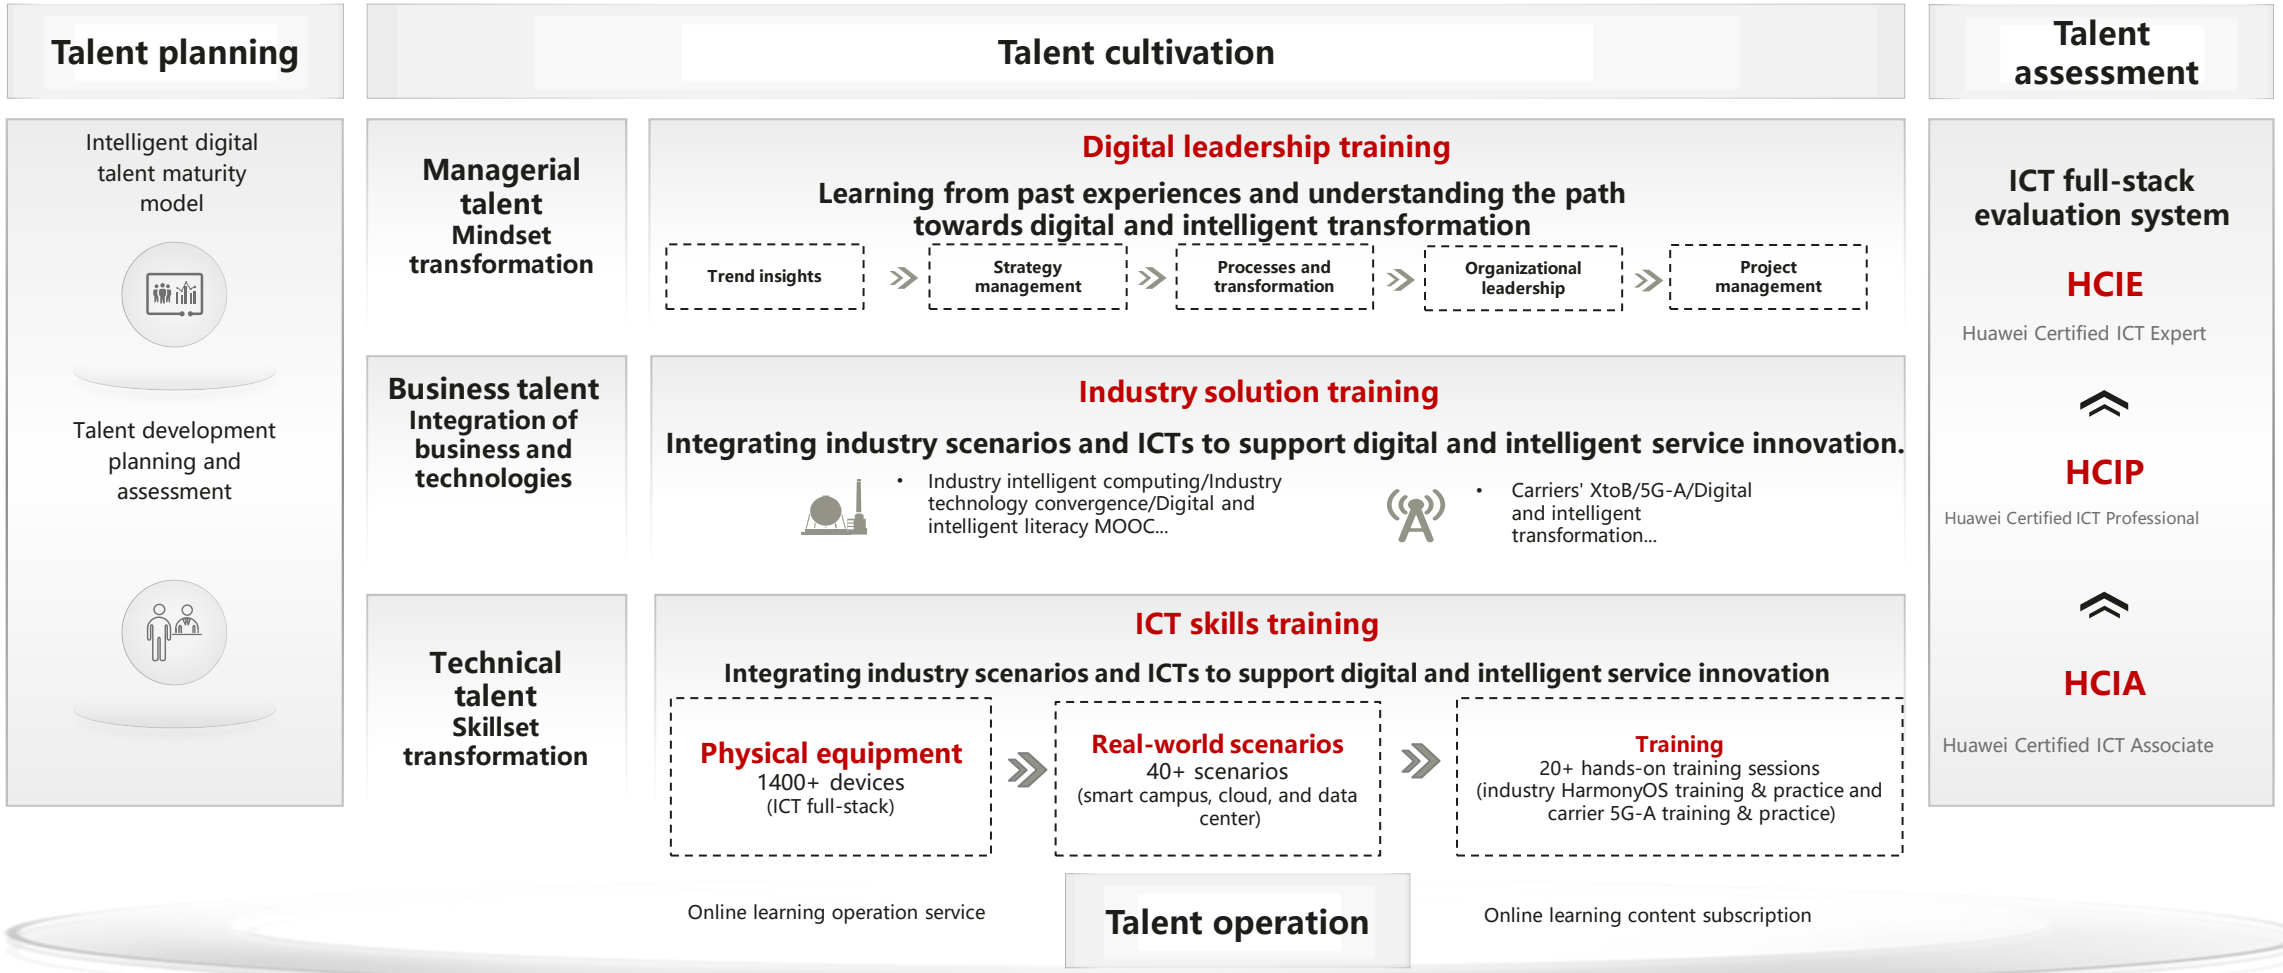 Talent planning
Talent cultivation
Talent
assessment
Intelligent digital
talent maturity
model
Talent development
planning and
assessment
Managerial
talent
Mindset
transformation
Digital leadership training
Learning from past experiences and understanding the path
towards digital and intelligent transformation
Trend insights
Strategy
management
Processes and
transformation
Organizational
leadership
Project
management
Business talent
Integration of
business and
technologies
Industry solution training
Integrating industry scenarios and ICTs to support digital and intelligent service innovation.
• Industry intelligent computing/Industry
technology convergence/Digital and
intelligent literacy MOOC...
• Carriers' XtoB/5G-A/Digital
and intelligent
transformation...
Technical
talent
Skillset
transformation
ICT skills training
Integrating industry scenarios and ICTs to support digital and intelligent service innovation
Physical equipment
1400+ devices
(ICT full-stack)
Real-world scenarios
40+ scenarios
(smart campus, cloud, and data
center)
Training
20+ hands-on training sessions
(industry HarmonyOS training & practice and
carrier 5G-A training & practice)
ICT full-stack
evaluation system
HCIE
Huawei Certified ICT Expert
HCIP
Huawei Certified ICT Professional
HCIA
Huawei Certified ICT Associate
Online learning operation service
Talent operation
Online learning content subscription